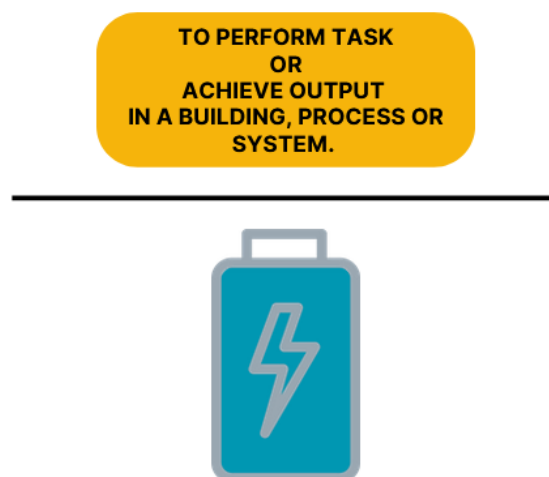 TO PERFORM TASK
OR
ACHIEVE OUTPUT
IN A BUILDING, PROCESS OR
SYSTEM.